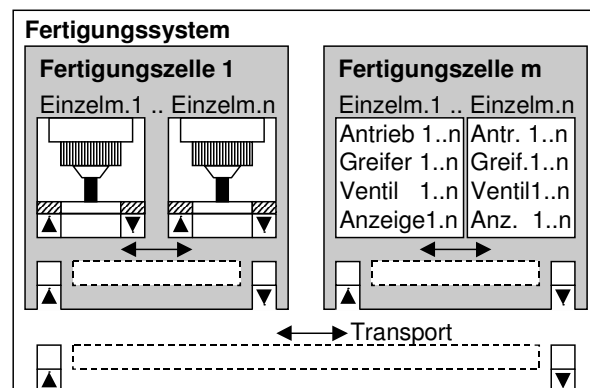 Fertigungssystem
Fertigungszelle 1
Einzelm.1 .. Einzelm.n
Fertigungszelle m
Einzelm.1 .. Einzelm.n
Antrieb 1..n
Greifer 1..n
Ventil 1..n
Anzeige1.n
Antr. 1..n
Greif.1..n
Ventil1..n
Anz. 1..n
Transport